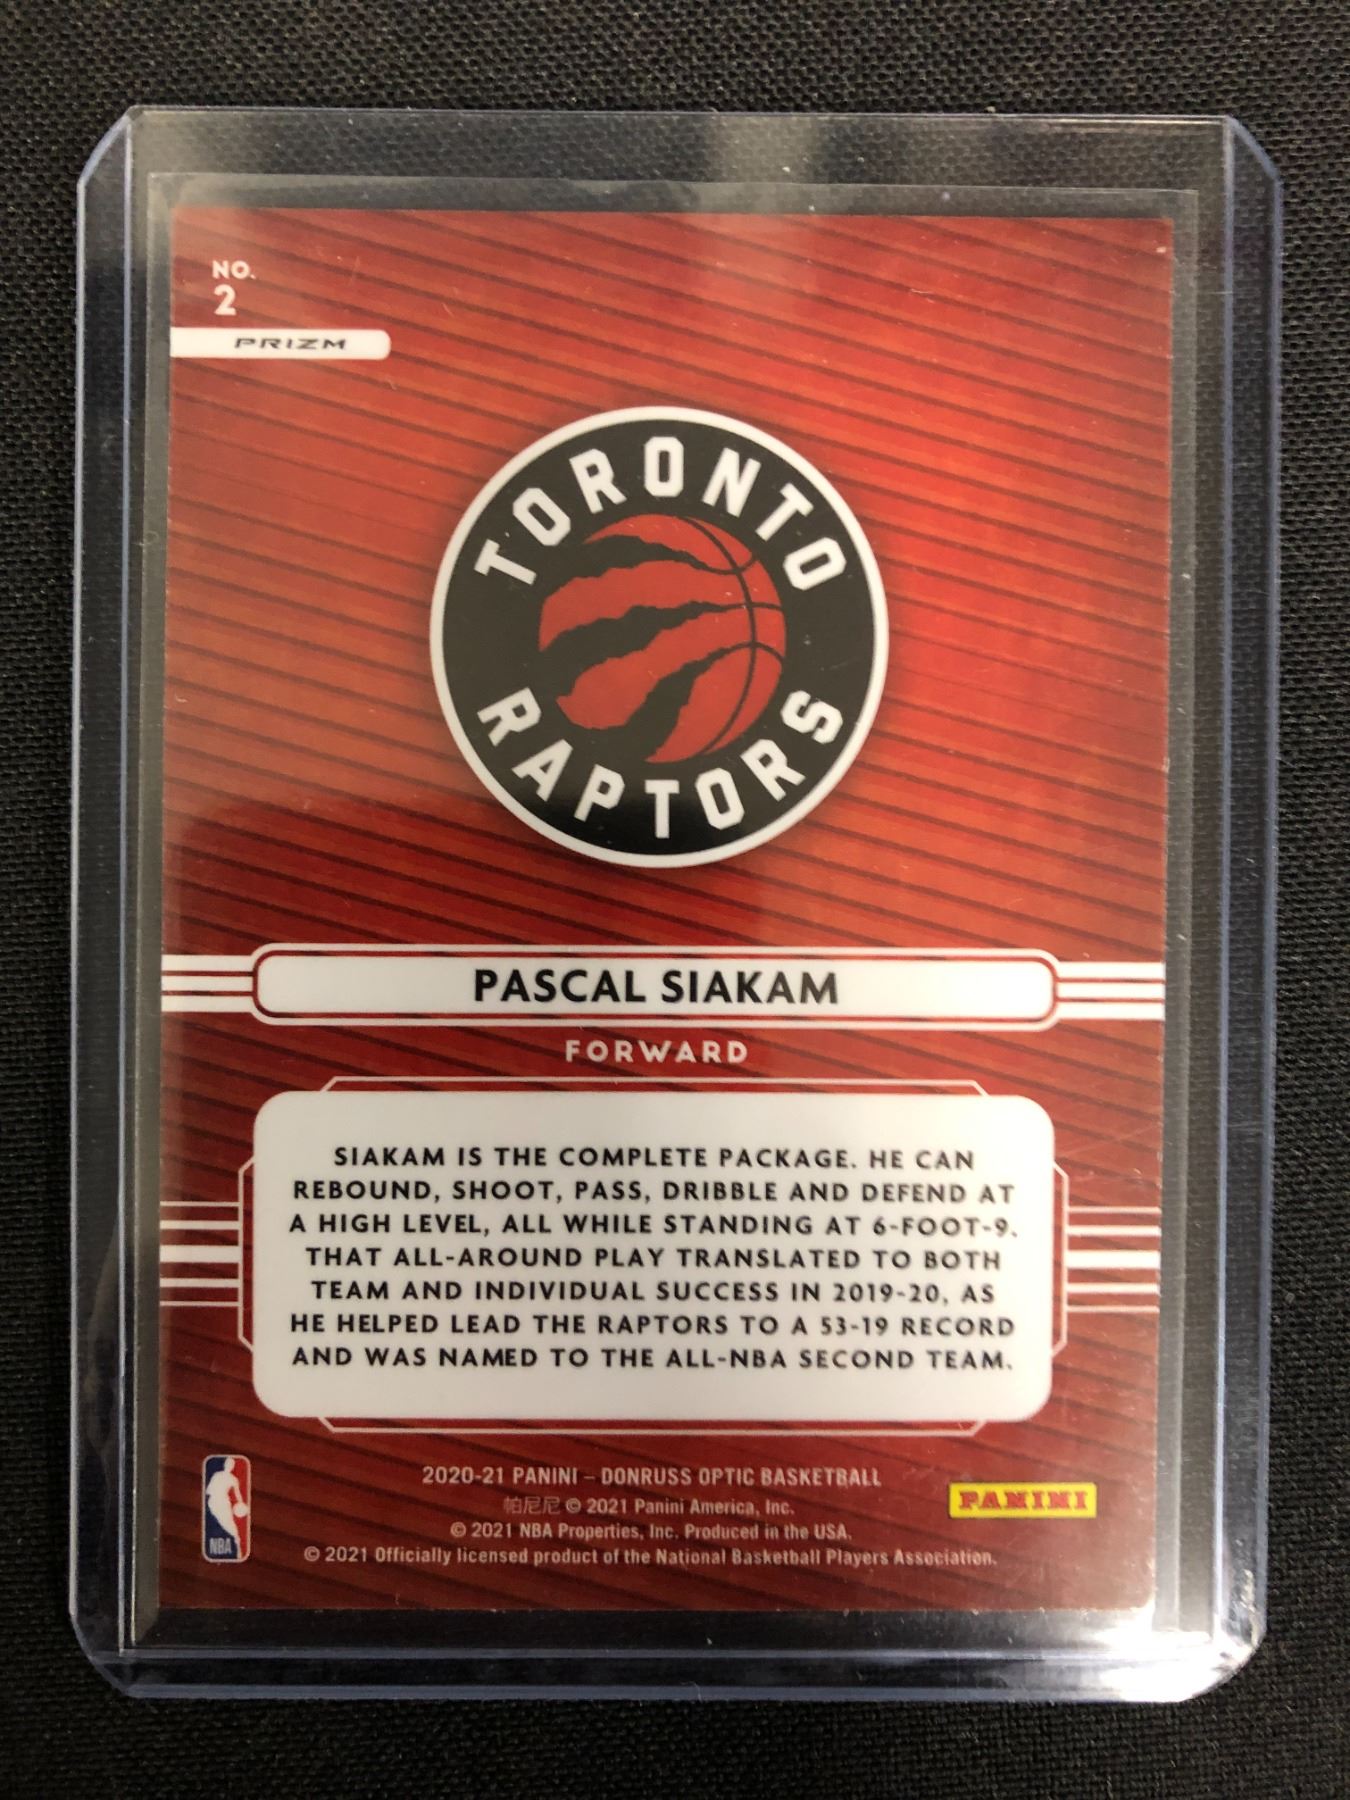 NO.
2
PRIZM
TORONTO
RAPTORS
PASCAL SIAKAM
FORWARD
SIAKAM IS THE COMPLETE PACKAGE. HE CAN
REBOUND, SHOOT, PASS, DRIBBLE AND DEFEND AT
A HIGH LEVEL, ALL WHILE STANDING AT 6-FOOT-9.
THAT ALL-AROUND PLAY TRANSLATED TO BOTH
TEAM AND INDIVIDUAL SUCCESS IN 2019-20, AS
HE HELPED LEAD THE RAPTORS TO A 53-19 RECORD
AND WAS NAMED TO THE ALL-NBA SECOND TEAM.
2020-21 PANINI – DONRUSS OPTIC BASKETBALL
帕尼尼 © 2021 Panini America, Inc.
© 2021 NBA Properties, Inc. Produced in the USA.
© 2021 Officially licensed product of the National Basketball Players Association.
NBA
PANINI